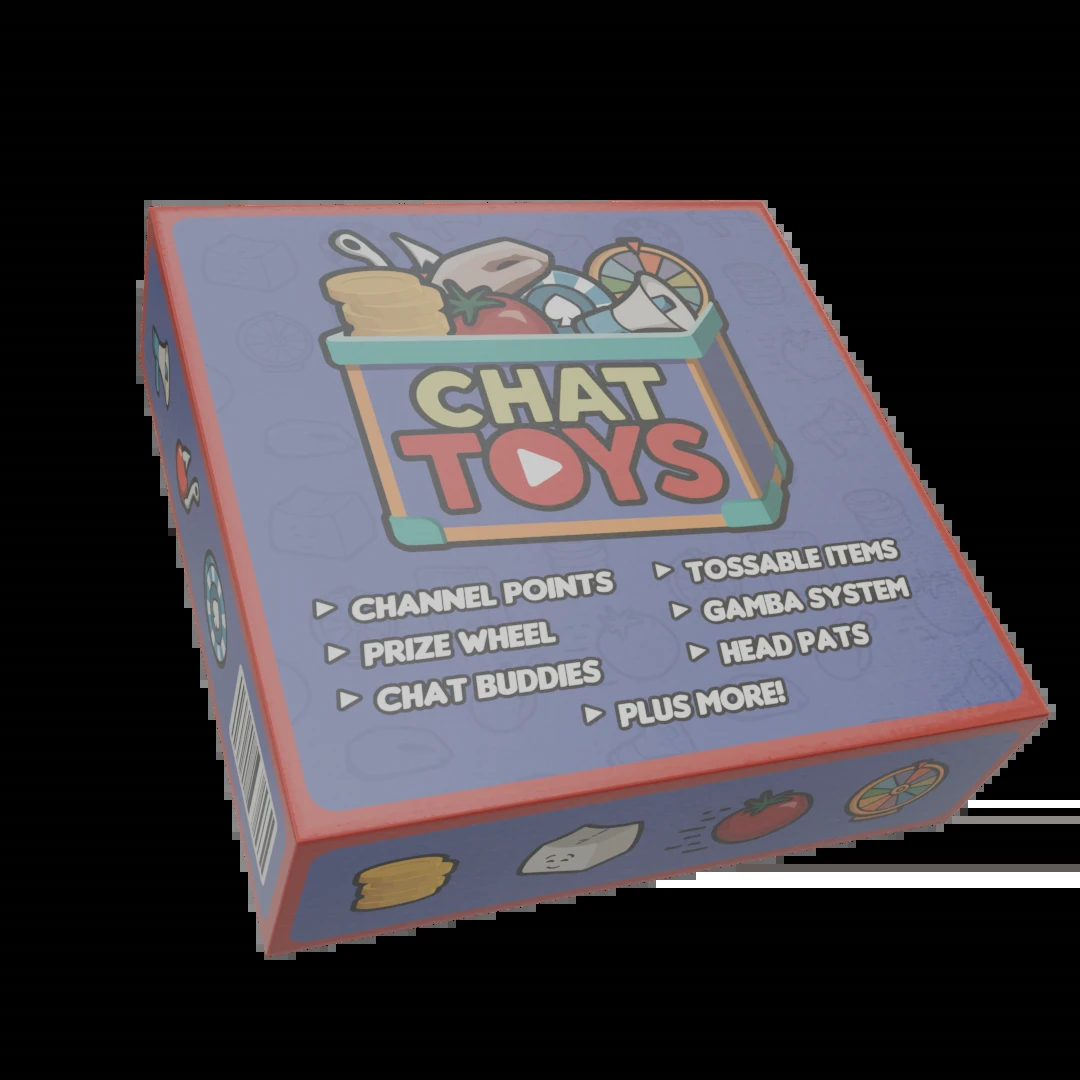 CHAT
TOYS
CHANNEL POINTS
PRIZE WHEEL
CHAT BUDDIES
TOSSABLE ITEMS
GAMBA SYSTEM
HEAD PATS
PLUS MORE!